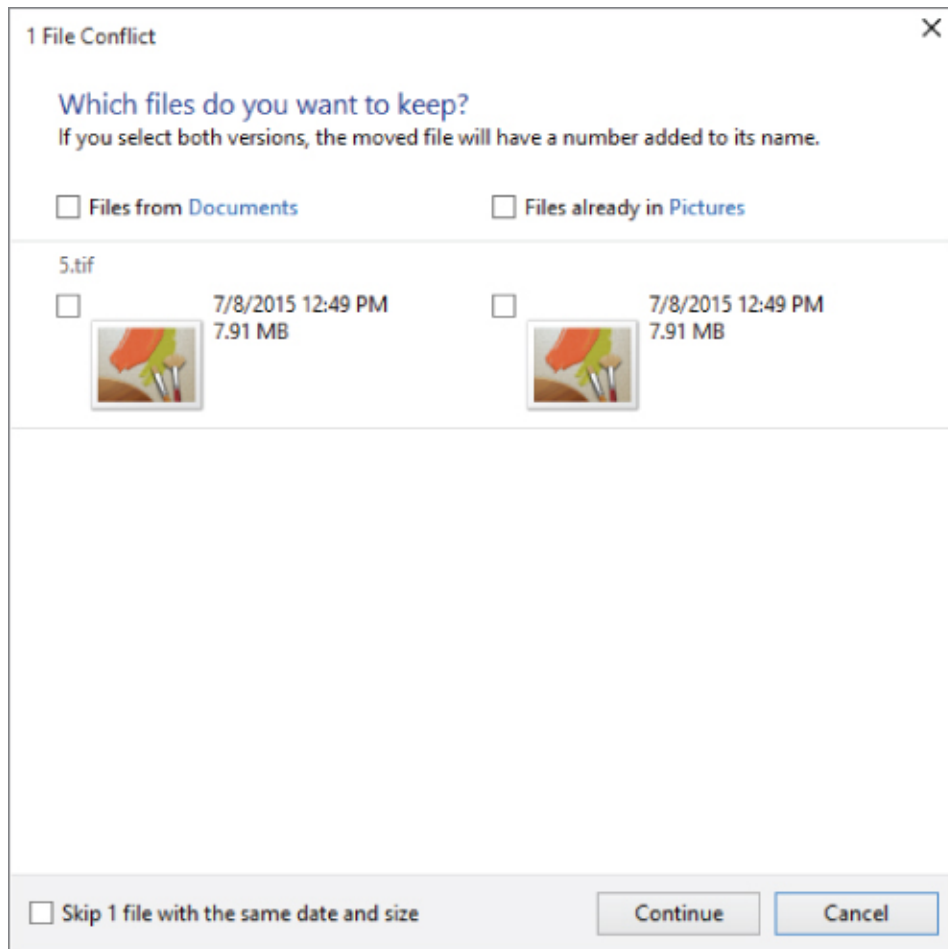 1 File Conflict
Which files do you want to keep?
If you select both versions, the moved file will have a number added to its name.
Files from Documents
Files already in Pictures
5.tif
7/8/2015 12:49 PM
7.91 MB
7/8/2015 12:49 PM
7.91 MB
Skip 1 file with the same date and size
Continue
Cancel